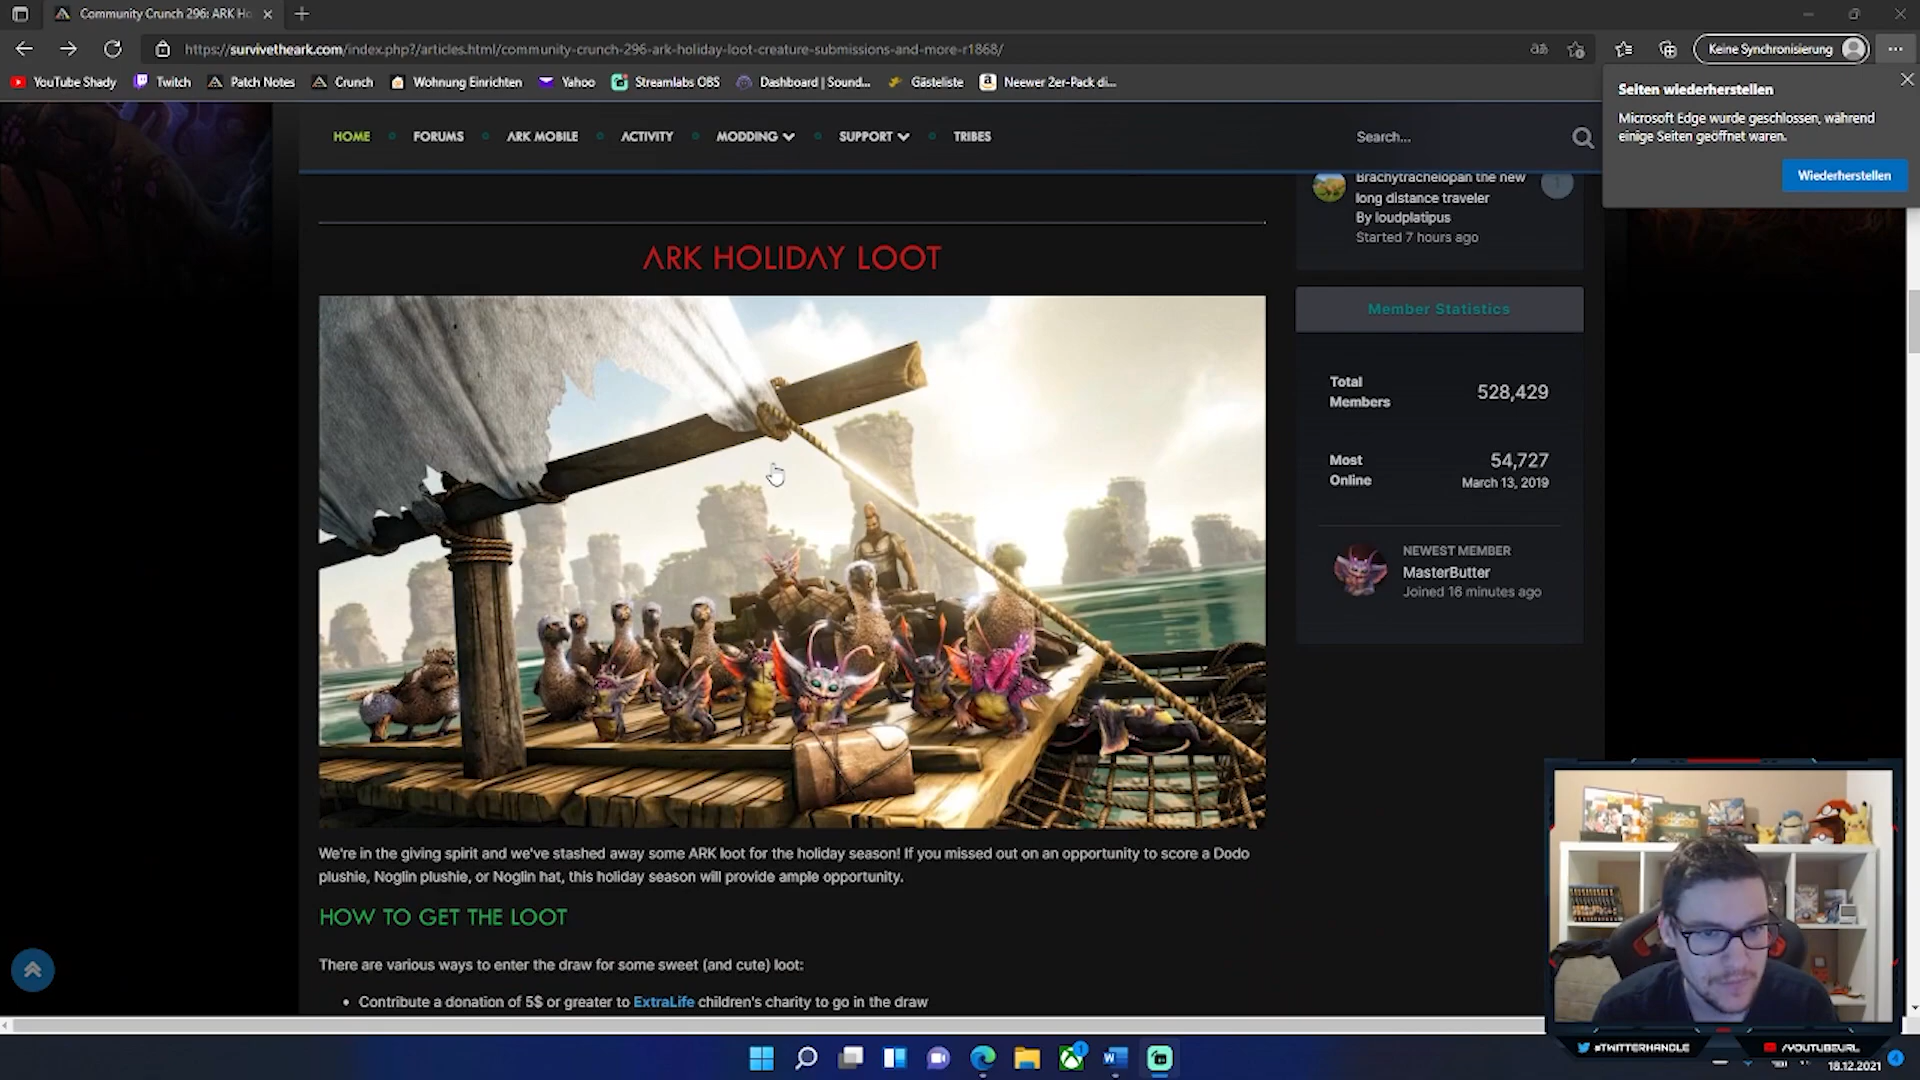 Community Crunch 296: ARK Ho
https://survivetheark.com/index.php?/articles.html/community-crunch-296-ark-holiday-loot-creature-submissions-and-more-r1868/
Keine Synchronisierung
YouTube Shady
Twitch
Patch Notes
Crunch
Wohnung Einrichten
Yahoo
Streamlabs OBS
Dashboard | Sound...
Gästeliste
Neewer 2er-Pack di...
Seiten wiederherstellen
Microsoft Edge wurde geschlossen, während
einige Seiten geöffnet waren.
Wiederherstellen
HOME
FORUMS
ARK MOBILE
ACTIVITY
MODDING
SUPPORT
TRIBES
Search...
Brachytrachelopan the new
long distance traveler
By loudplatipus
Started 7 hours ago
1
ARK HOLIDAY LOOT
Member Statistics
Total
Members
528,429
Most
Online
54,727
March 13, 2019
NEWEST MEMBER
MasterButter
Joined 16 minutes ago
We're in the giving spirit and we've stashed away some ARK loot for the holiday season! If you missed out on an opportunity to score a Dodo
plushie, Noglin plushie, or Noglin hat, this holiday season will provide ample opportunity.
HOW TO GET THE LOOT
There are various ways to enter the draw for some sweet (and cute) loot:
• Contribute a donation of 5$ or greater to ExtraLife children's charity to go in the draw
#TWITTERHANDLE
/YOUTUBEURL
18.12.2021
4